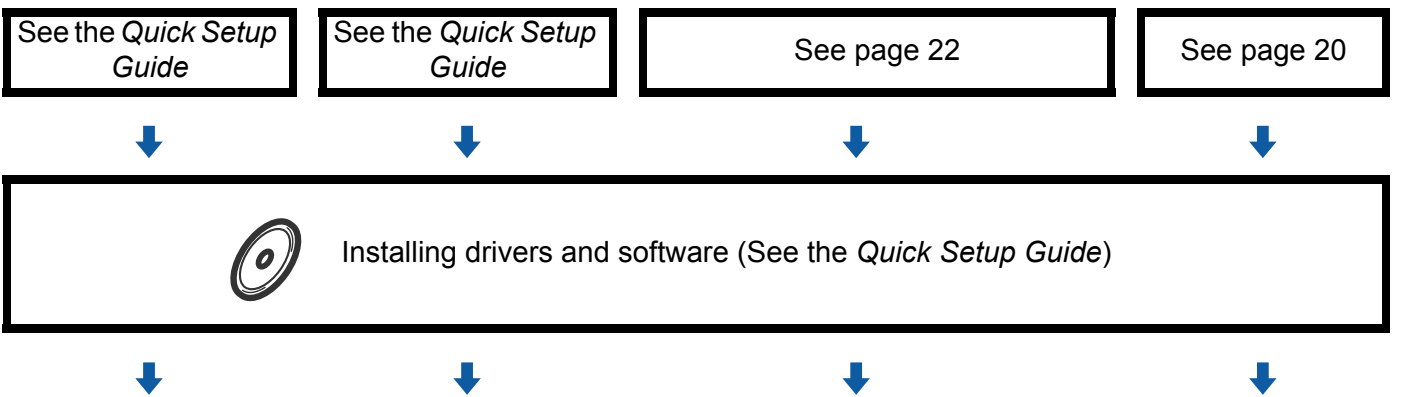 See the Quick Setup
Guide
See the Quick Setup
Guide
See page 22
See page 20
Installing drivers and software (See the Quick Setup Guide)